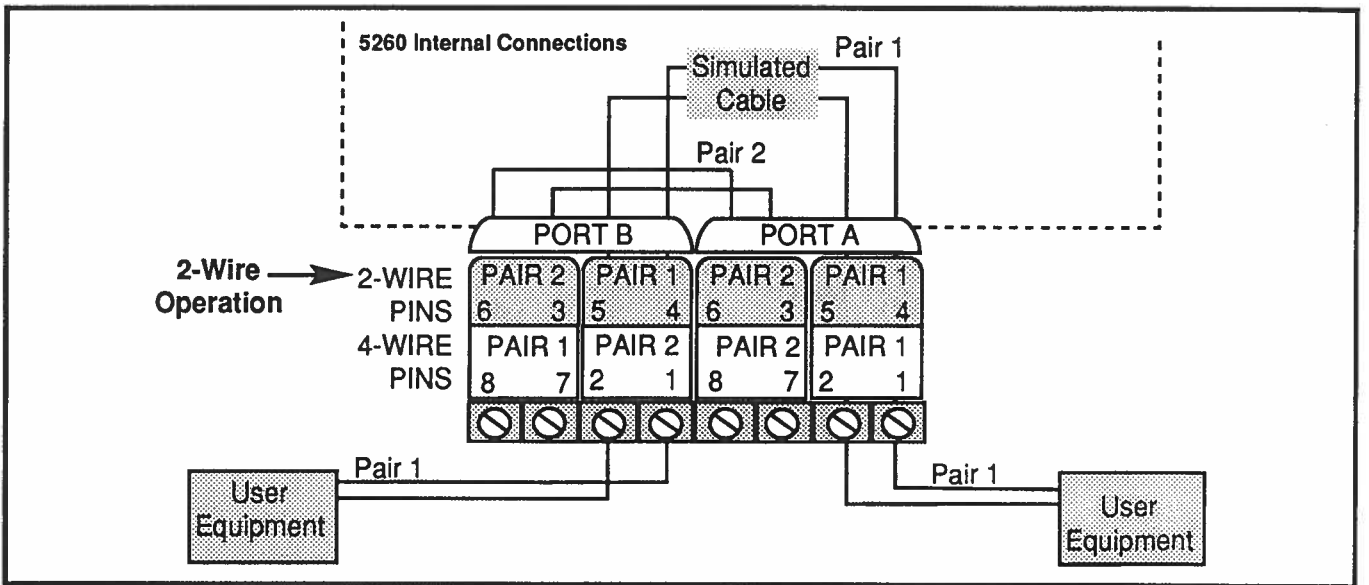 5260 Internal Connections
Pair 1
Simulated
Cable
Pair 2
PORT B
PORT A
2-Wire
Operation
2-WIRE
PINS
PAIR 2
6 3
PAIR 1
5 4
PAIR 2
6 3
PAIR 1
5 4
4-WIRE
PINS
PAIR 1
8 7
PAIR 2
2 1
PAIR 2
8 7
PAIR 1
2 1
Pair 1
User
Equipment
Pair 1
User
Equipment